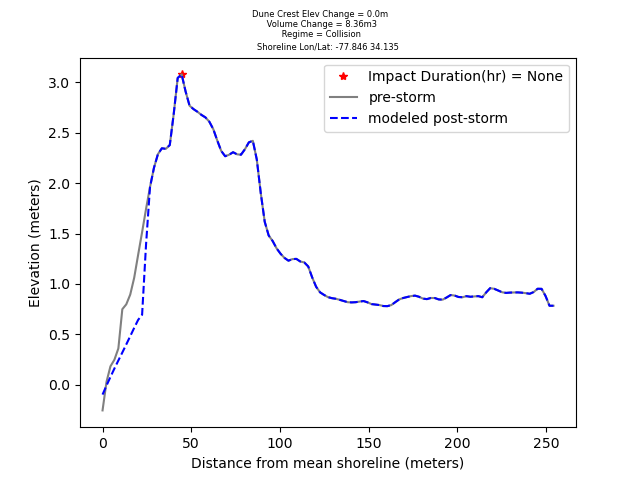 Dune Crest Elev Change = 0.0m
Volume Change = 8.36m3
Regime = Collision
Shoreline Lon/Lat: -77.846 34.135
Impact Duration(hr) = None
pre-storm
modeled post-storm
Elevation (meters)
3.0
2.5
2.0
1.5
1.0
0.5
0.0
0 50 100 150 200 250
Distance from mean shoreline (meters)